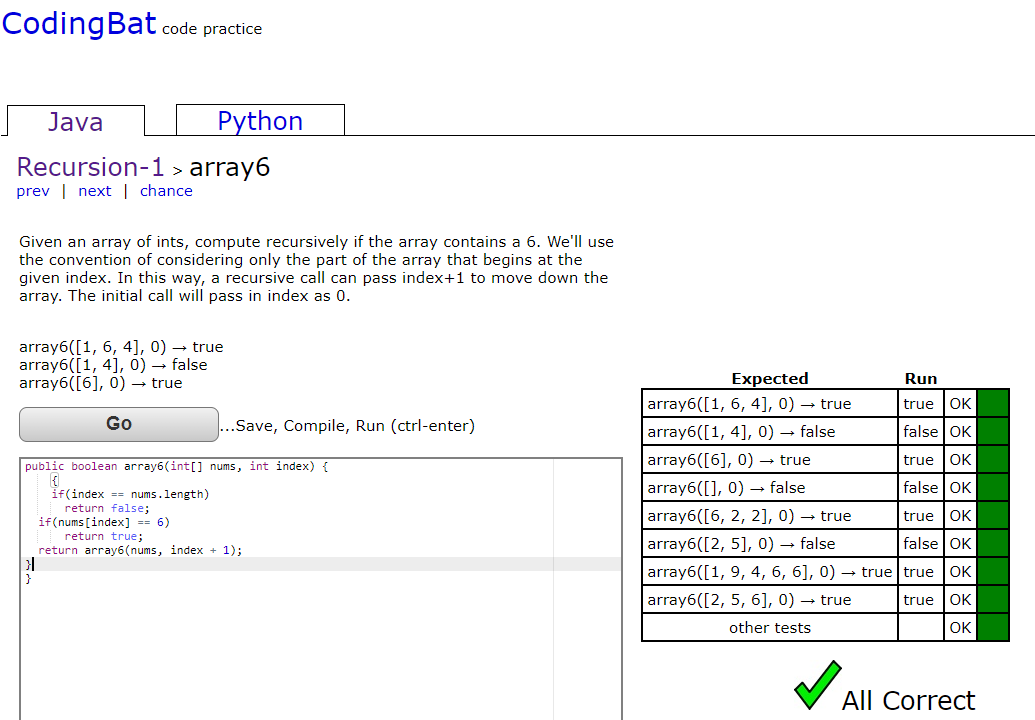 CodingBat code practice
Java
Python
Recursion-1 > array6
prev | next | chance
Given an array of ints, compute recursively if the array contains a 6. We'll use
the convention of considering only the part of the array that begins at the
given index. In this way, a recursive call can pass index+1 to move down the
array. The initial call will pass in index as 0.
array6([1, 6, 4], 0) → true
array6([1, 4], 0) → false
array6([6], 0) → true
Go
...Save, Compile, Run (ctrl-enter)
public boolean array6(int[] nums, int index) {
{
if(index == nums.length)
return false;
if(nums[index] == 6)
return true;
return array6(nums, index + 1);
}
}
Expected Run
array6([1, 6, 4], 0) → true true OK
array6([1, 4], 0) → false false OK
array6([6], 0) → true true OK
array6([], 0) → false false OK
array6([6, 2, 2], 0) → true true OK
array6([2, 5], 0) → false false OK
array6([1, 9, 4, 6, 6], 0) → true true OK
array6([2, 5, 6], 0) → true true OK
other tests OK
All Correct